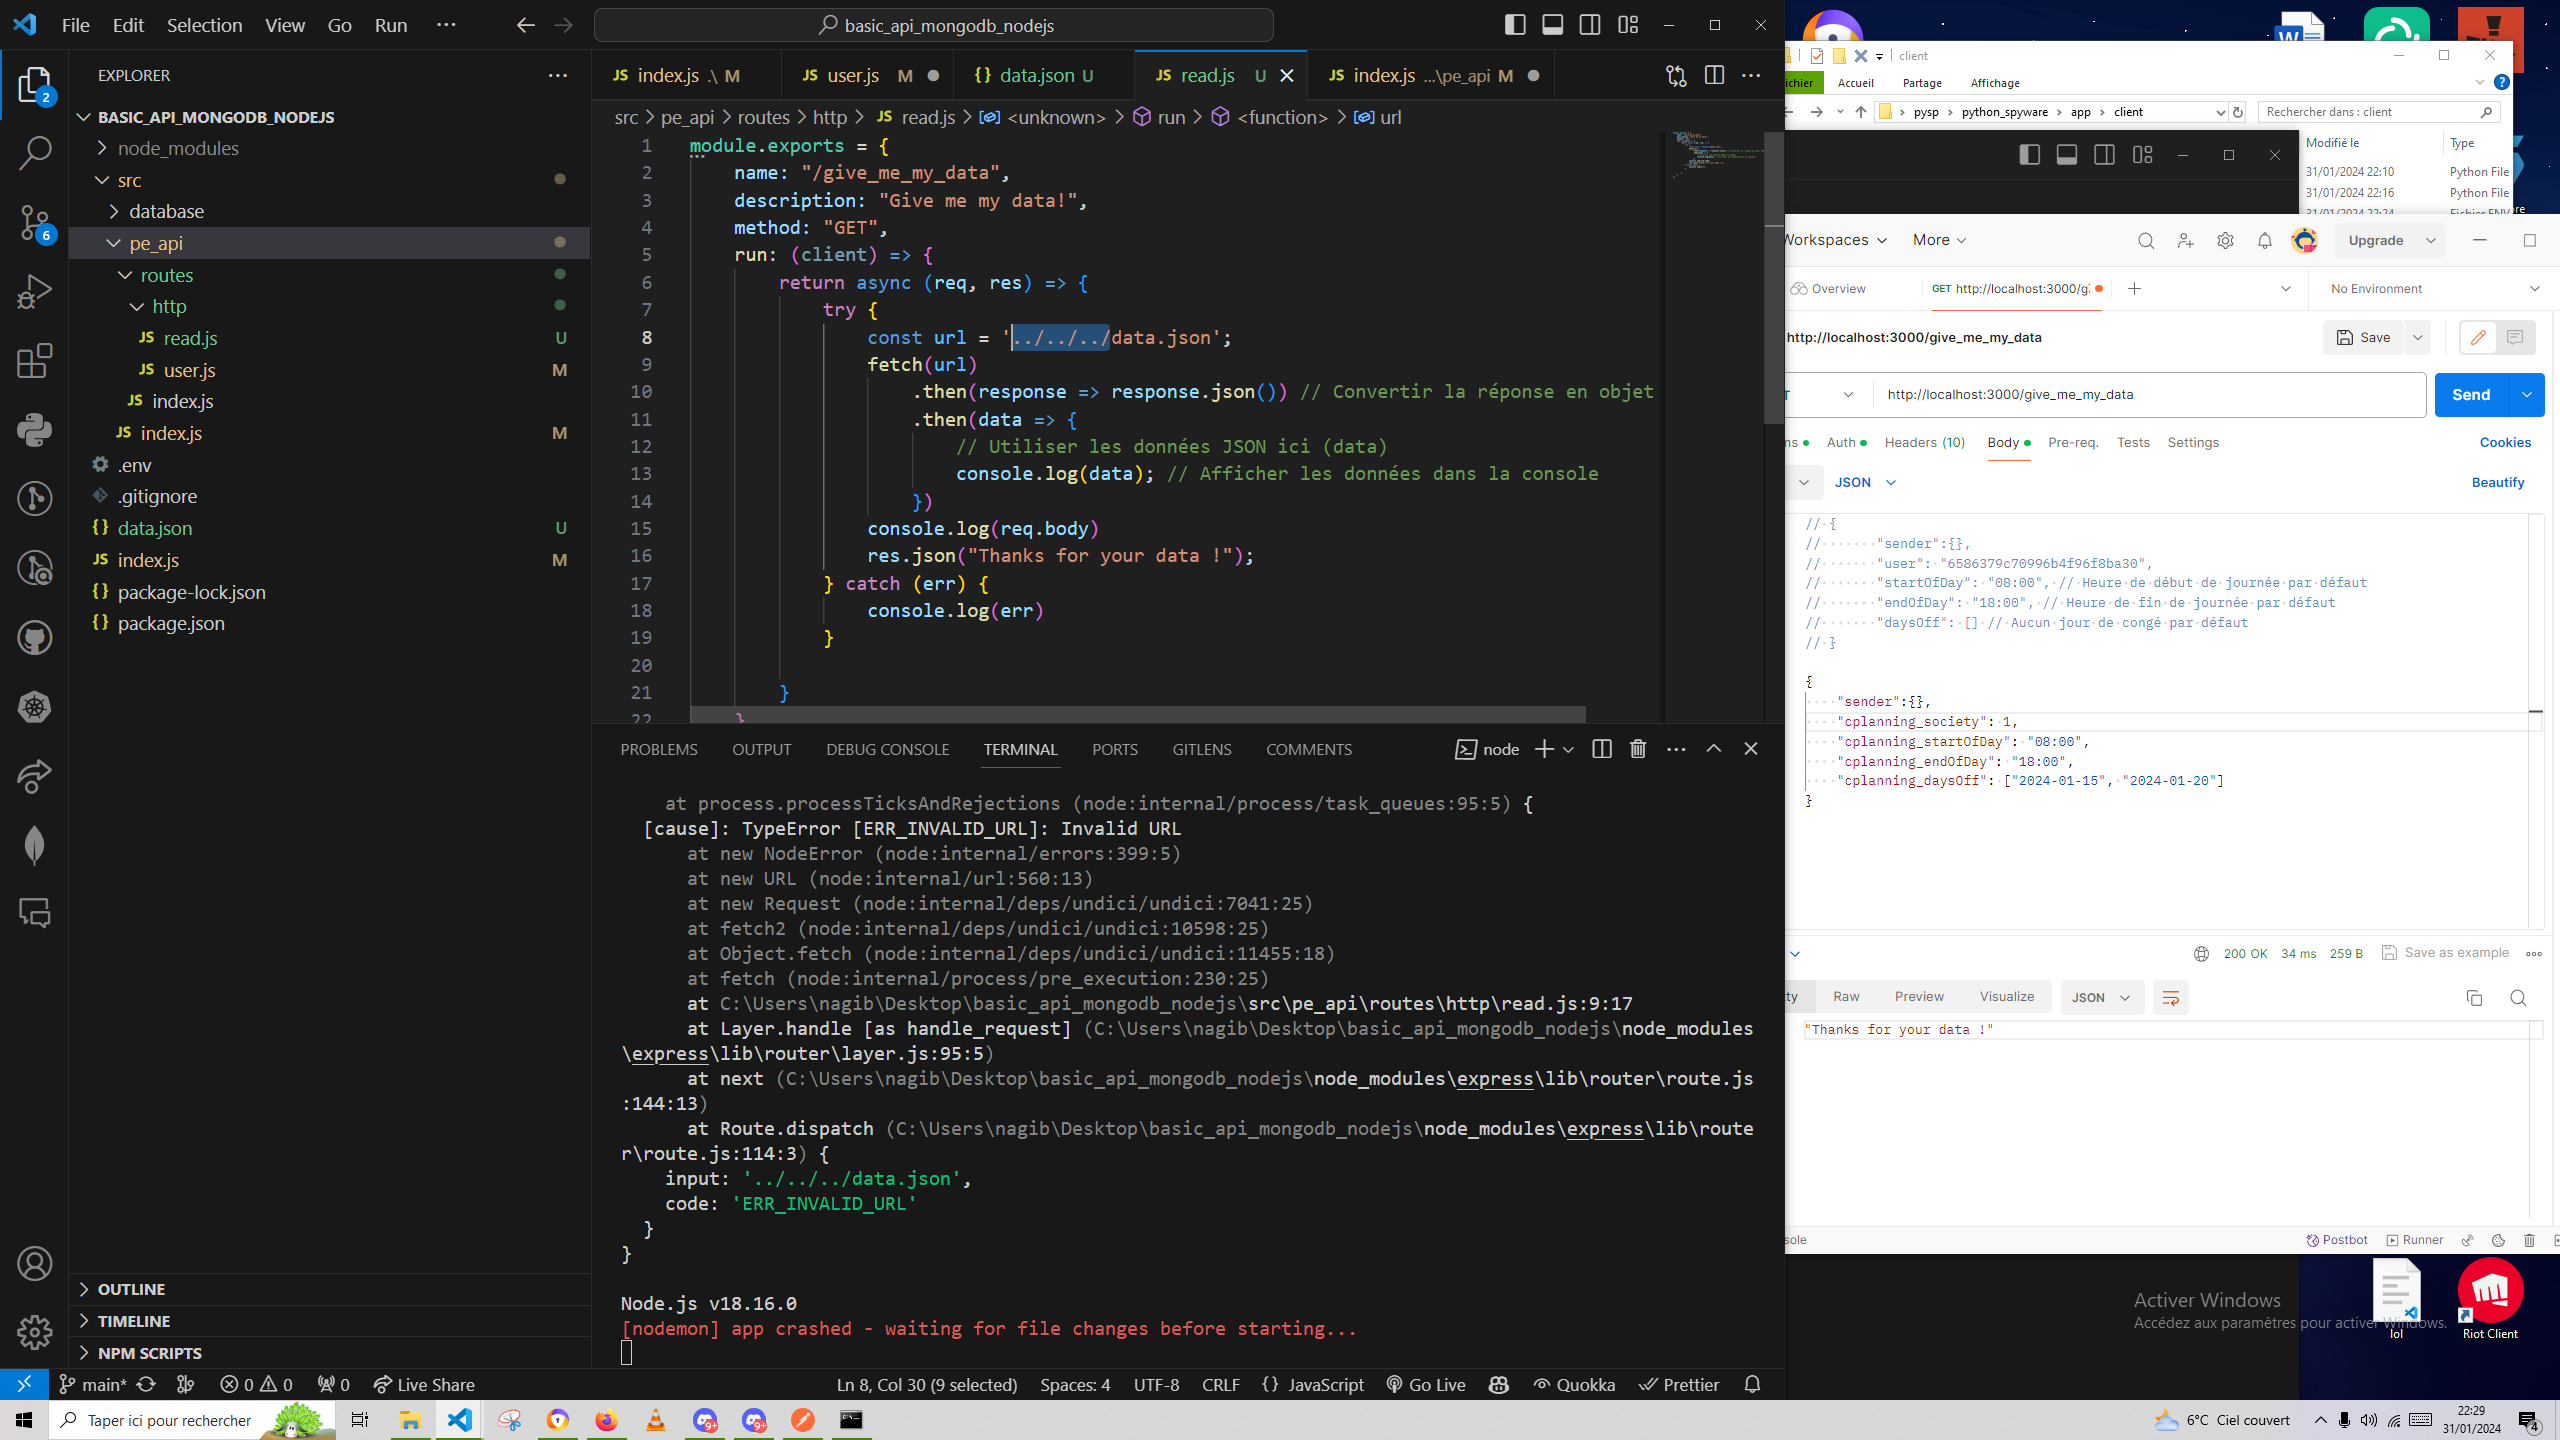 File Edit Selection View Go Run ···
basic_api_mongodb_nodejs
EXPLORER
BASIC_API_MONGODB_NODEJS
node_modules
src
database
pe_api
routes
http
read.js U
user.js M
index.js
index.js M
.env
.gitignore
data.json U
index.js M
package-lock.json
package.json
OUTLINE
TIMELINE
NPM SCRIPTS
2
6
index.js .\ M
user.js M
data.json U
read.js U
index.js ...\pe_api M
src > pe_api > routes > http > read.js > <unknown> > run > <function> > url
1 module.exports = {
2 name: "/give_me_my_data",
3 description: "Give me my data!",
4 method: "GET",
5 run: (client) => {
6 return async (req, res) => {
7 try {
8 const url = '../../../data.json';
9 fetch(url)
10 .then(response => response.json()) // Convertir la réponse en objet
11 .then(data => {
12 // Utiliser les données JSON ici (data)
13 console.log(data); // Afficher les données dans la console
14 })
15 console.log(req.body)
16 res.json("Thanks for your data !");
17 } catch (err) {
18 console.log(err)
19 }
20
21 }
22 }
PROBLEMS OUTPUT DEBUG CONSOLE TERMINAL PORTS GITLENS COMMENTS
node
at process.processTicksAndRejections (node:internal/process/task_queues:95:5) {
[cause]: TypeError [ERR_INVALID_URL]: Invalid URL
at new NodeError (node:internal/errors:399:5)
at new URL (node:internal/url:560:13)
at new Request (node:internal/deps/undici/undici:7041:25)
at fetch2 (node:internal/deps/undici/undici:10598:25)
at Object.fetch (node:internal/deps/undici/undici:11455:18)
at fetch (node:internal/process/pre_execution:230:25)
at C:\Users\nagib\Desktop\basic_api_mongodb_nodejs\src\pe_api\routes\http\read.js:9:17
at Layer.handle [as handle_request] (C:\Users\nagib\Desktop\basic_api_mongodb_nodejs\node_modules
\express\lib\router\layer.js:95:5)
at next (C:\Users\nagib\Desktop\basic_api_mongodb_nodejs\node_modules\express\lib\router\route.js
:144:13)
at Route.dispatch (C:\Users\nagib\Desktop\basic_api_mongodb_nodejs\node_modules\express\lib\route
r\route.js:114:3) {
input: '../../../data.json',
code: 'ERR_INVALID_URL'
}
}
Node.js v18.16.0
[nodemon] app crashed - waiting for file changes before starting...
main* 0 0 0 Live Share
Ln 8, Col 30 (9 selected) Spaces: 4 UTF-8 CRLF {} JavaScript Go Live Quokka Prettier
client
Accueil Partage Affichage
pysp > python_spyware > app > client
Rechercher dans : client
Modifié le Type
31/01/2024 22:10 Python File
31/01/2024 22:16 Python File
Workspaces More
Upgrade
Overview
GET http://localhost:3000/gi
No Environment
http://localhost:3000/give_me_my_data
Save
http://localhost:3000/give_me_my_data
Send
Auth Headers (10) Body Pre-req. Tests Settings Cookies
JSON
Beautify
// {
// "sender":{},
// "user": "6586379c70996b4f96f8ba30",
// "startOfDay": "08:00", // Heure de début de journée par défaut
// "endOfDay": "18:00", // Heure de fin de journée par défaut
// "daysOff": [] // Aucun jour de congé par défaut
// }
{
"sender":{},
"cplanning_society": 1,
"cplanning_startOfDay": "08:00",
"cplanning_endOfDay": "18:00",
"cplanning_daysOff": ["2024-01-15", "2024-01-20"]
}
200 OK 34 ms 259 B Save as example
Raw Preview Visualize JSON
"Thanks for your data !"
Postbot Runner
Activer Windows
Accédez aux paramètres pour activer Windows.
lol
Riot Client
Taper ici pour rechercher
9+
9+
6°C Ciel couvert
22:29
31/01/2024
4